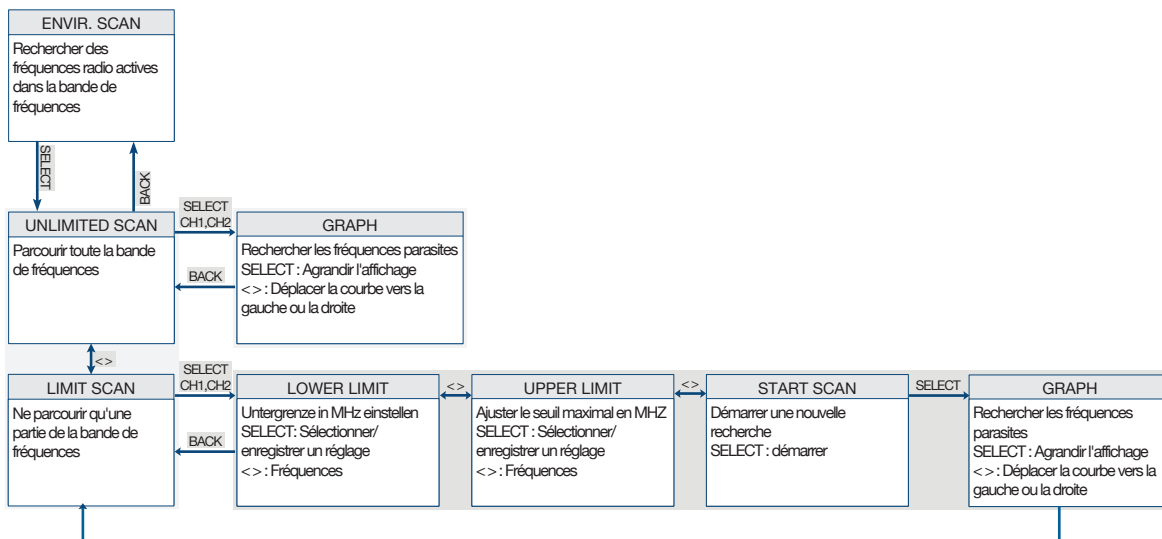 ENVIR. SCAN
Rechercher des
fréquences radio actives
dans la bande de
fréquences
SELECT
BACK
UNLIMITED SCAN
Parcourir toute la bande
de fréquences
SELECT
CH1,CH2
BACK
GRAPH
Rechercher les fréquences parasites
SELECT : Agrandir l'affichage
<> : Déplacer la courbe vers la
gauche ou la droite
<>
LIMIT SCAN
Ne parcourir qu'une
partie de la bande de
fréquences
SELECT
CH1,CH2
BACK
LOWER LIMIT
Untergrenze in MHz einstellen
SELECT: Sélectionner/
enregistrer un réglage
<> : Fréquences
<>
UPPER LIMIT
Ajuster le seuil maximal en MHZ
SELECT : Sélectionner/
enregistrer un réglage
<> : Fréquences
<>
START SCAN
Démarrer une nouvelle
recherche
SELECT : démarrer
SELECT
GRAPH
Rechercher les fréquences
parasites
SELECT : Agrandir l'affichage
<> : Déplacer la courbe vers la
gauche ou la droite